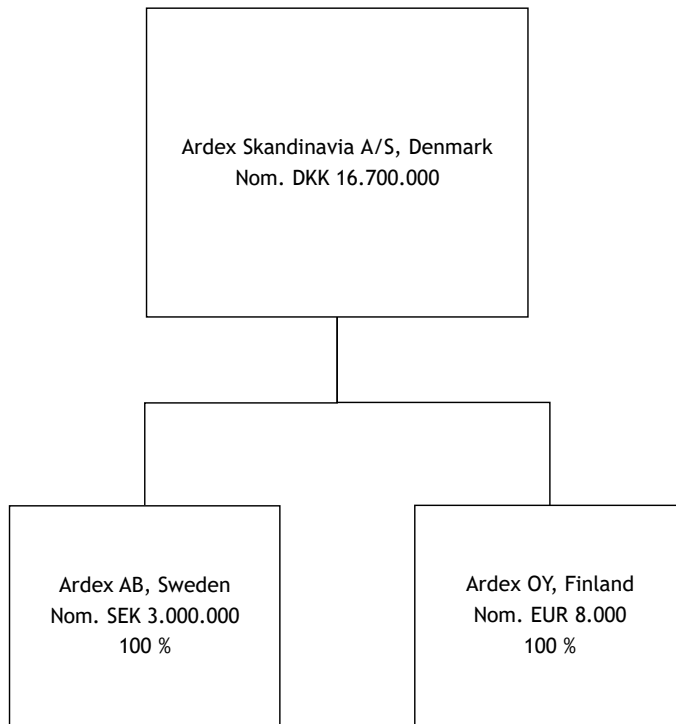 Ardex Skandinavia A/S, Denmark
Nom. DKK 16.700.000
Ardex AB, Sweden
Nom. SEK 3.000.000
100 %
Ardex OY, Finland
Nom. EUR 8.000
100 %